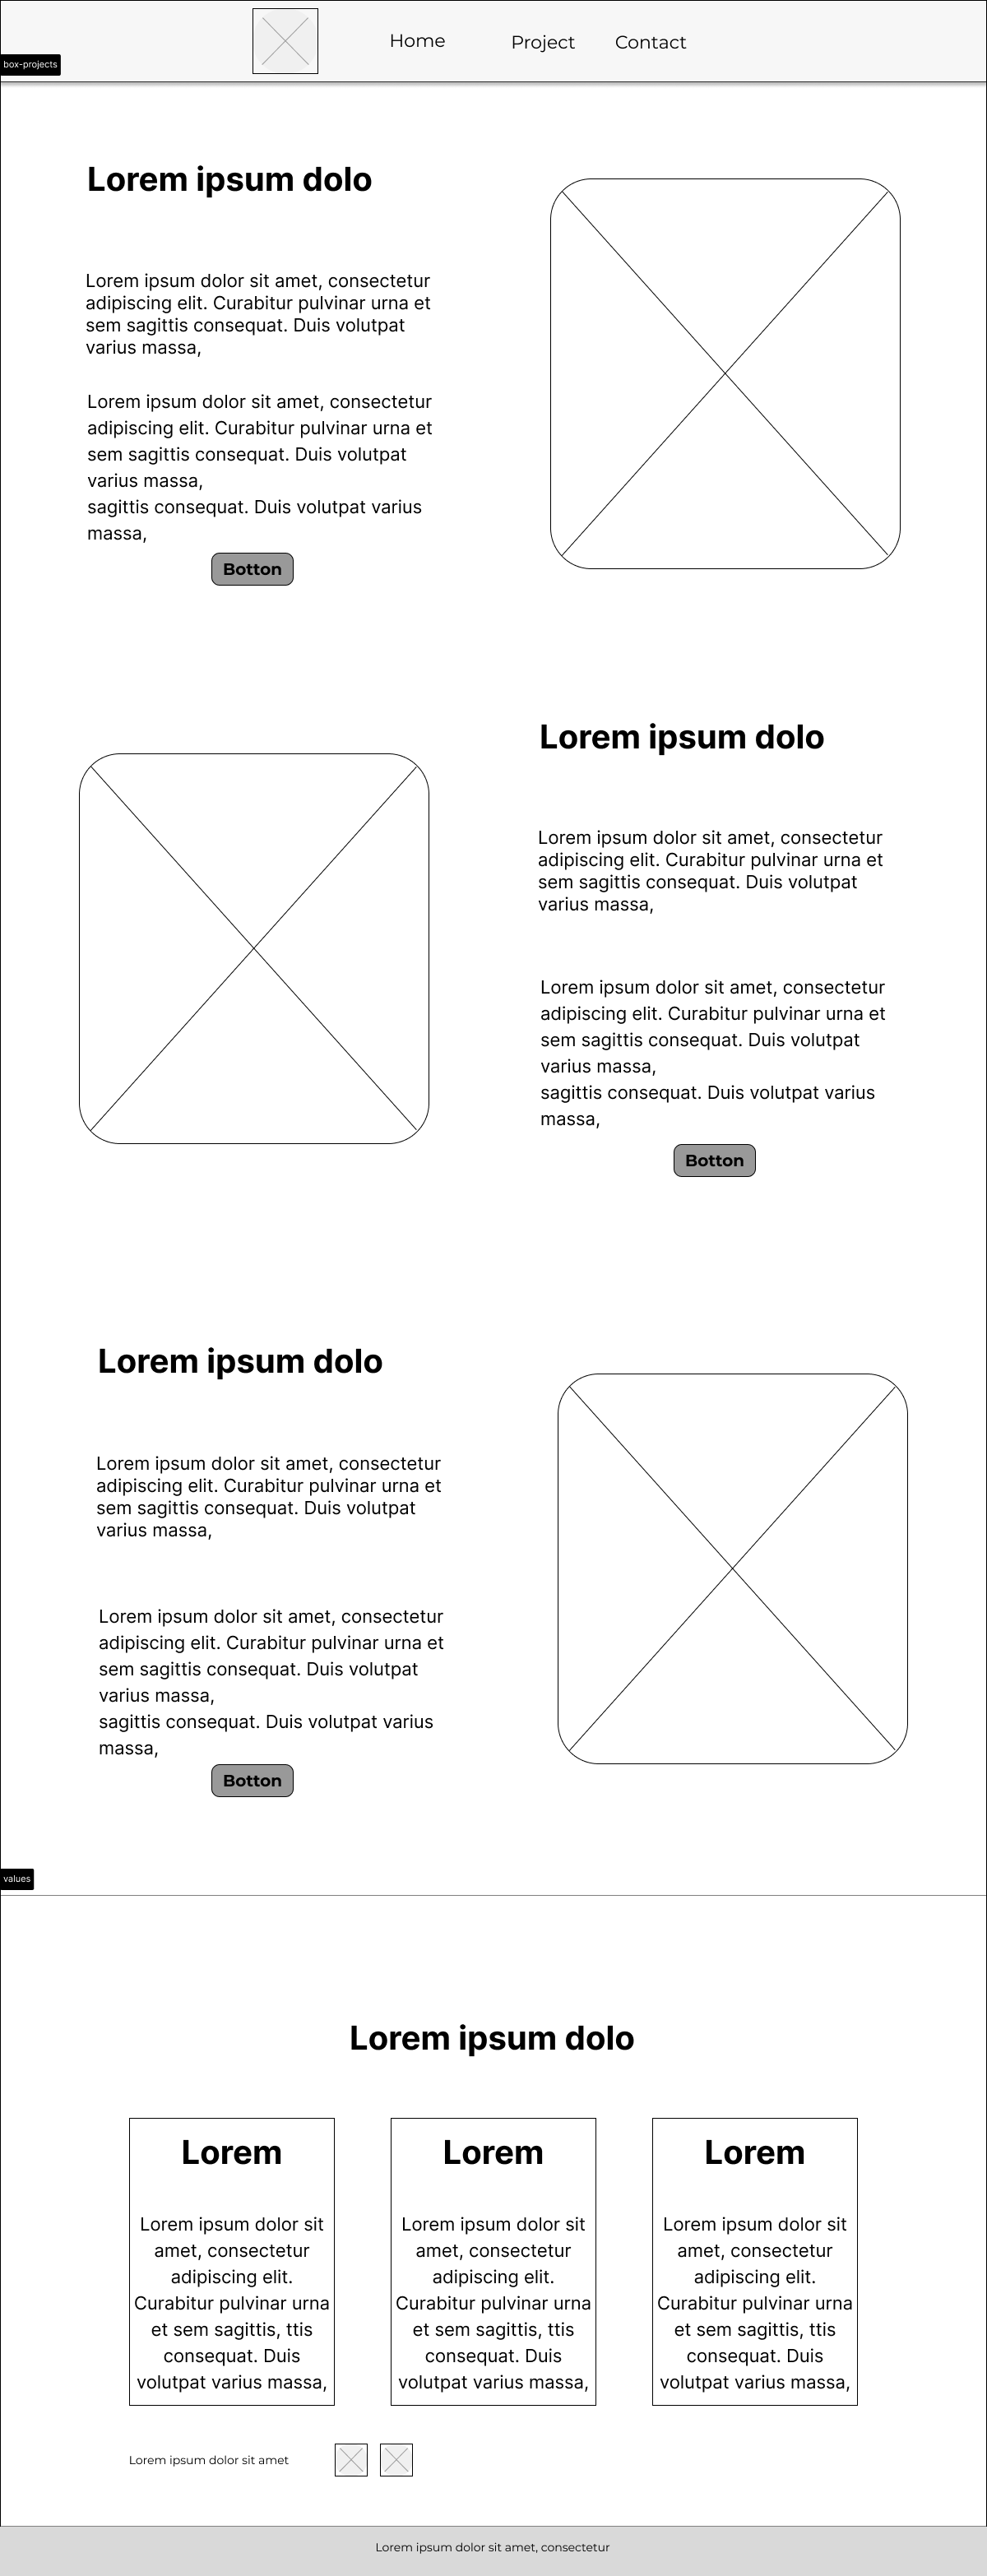 Home
Project
Contact
box-projects
Lorem ipsum dolo
Lorem ipsum dolor sit amet, consectetur
adipiscing elit. Curabitur pulvinar urna et
sem sagittis consequat. Duis volutpat
varius massa,
Lorem ipsum dolor sit amet, consectetur
adipiscing elit. Curabitur pulvinar urna et
sem sagittis consequat. Duis volutpat
varius massa,
sagittis consequat. Duis volutpat varius
massa,
Botton
Lorem ipsum dolo
Lorem ipsum dolor sit amet, consectetur
adipiscing elit. Curabitur pulvinar urna et
sem sagittis consequat. Duis volutpat
varius massa,
Lorem ipsum dolor sit amet, consectetur
adipiscing elit. Curabitur pulvinar urna et
sem sagittis consequat. Duis volutpat
varius massa,
sagittis consequat. Duis volutpat varius
massa,
Botton
Lorem ipsum dolo
Lorem ipsum dolor sit amet, consectetur
adipiscing elit. Curabitur pulvinar urna et
sem sagittis consequat. Duis volutpat
varius massa,
Lorem ipsum dolor sit amet, consectetur
adipiscing elit. Curabitur pulvinar urna et
sem sagittis consequat. Duis volutpat
varius massa,
sagittis consequat. Duis volutpat varius
massa,
Botton
values
Lorem ipsum dolo
Lorem
Lorem ipsum dolor sit
amet, consectetur
adipiscing elit.
Curabitur pulvinar urna
et sem sagittis, ttis
consequat. Duis
volutpat varius massa,
Lorem
Lorem ipsum dolor sit
amet, consectetur
adipiscing elit.
Curabitur pulvinar urna
et sem sagittis, ttis
consequat. Duis
volutpat varius massa,
Lorem
Lorem ipsum dolor sit
amet, consectetur
adipiscing elit.
Curabitur pulvinar urna
et sem sagittis, ttis
consequat. Duis
volutpat varius massa,
Lorem ipsum dolor sit amet
Lorem ipsum dolor sit amet, consectetur